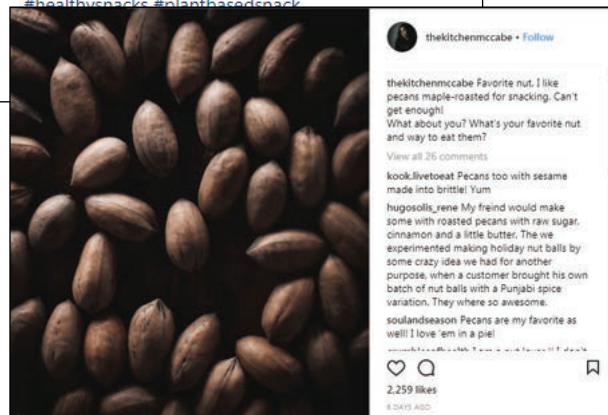 #healthysnacks #plantbasedsnack
thekitchenmccabe • Follow
thekitchenmccabe Favorite nut. I like
pecans maple-roasted for snacking. Can't
get enough!
What about you? What's your favorite nut
and way to eat them?
View all 26 comments
kook.livetoeat Pecans too with sesame
made into brittle! Yum
hugosolis_rene My freind would make
some with roasted pecans with raw sugar,
cinnamon and a little butter. The we
experimented making holiday nut balls by
some crazy idea we had for another
purpose, when a customer brought his own
batch of nut balls with a Punjabi spice
variation. They where so awesome.
soulandseason Pecans are my favorite as
well! I love 'em in a pie!
2,259 likes
6 DAYS AGO